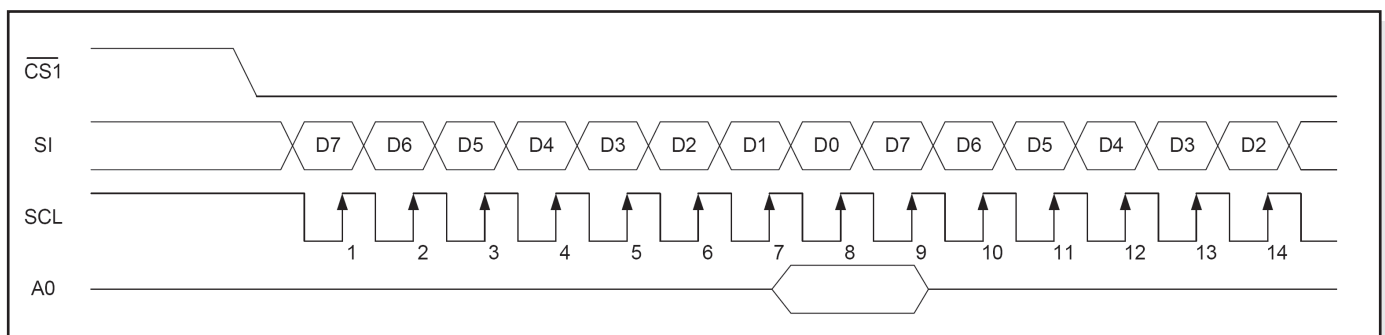 CS1
SI D7 D6 D5 D4 D3 D2 D1 D0 D7 D6 D5 D4 D3 D2
SCL
1 2 3 4 5 6 7 8 9 10 11 12 13 14
A0